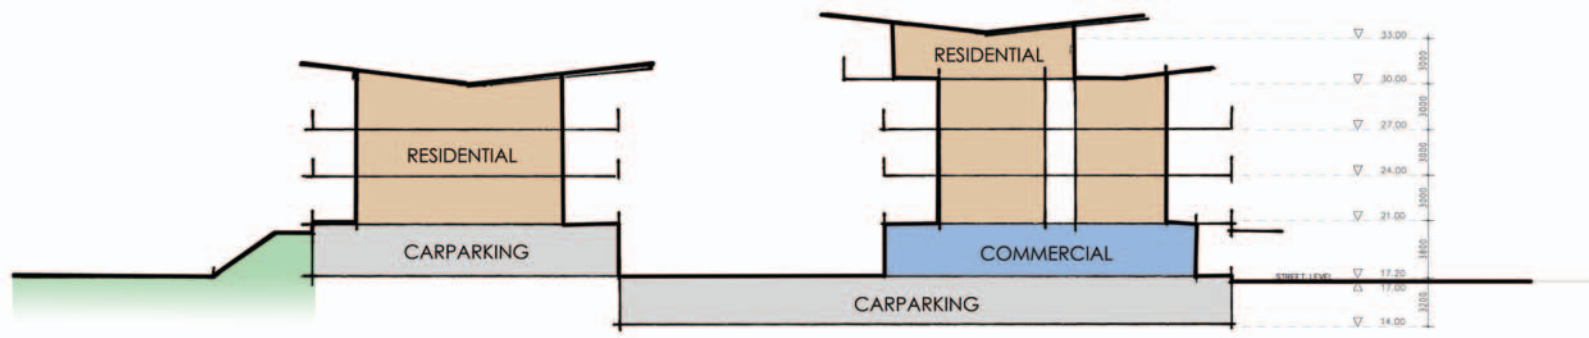 RESIDENTIAL
33.00
3000
30.00
3000
27.00
RESIDENTIAL
3000
24.00
3000
21.00
CARPARKING
COMMERCIAL
3800
STREET LEVEL
17.20
17.00
CARPARKING
3200
14.00